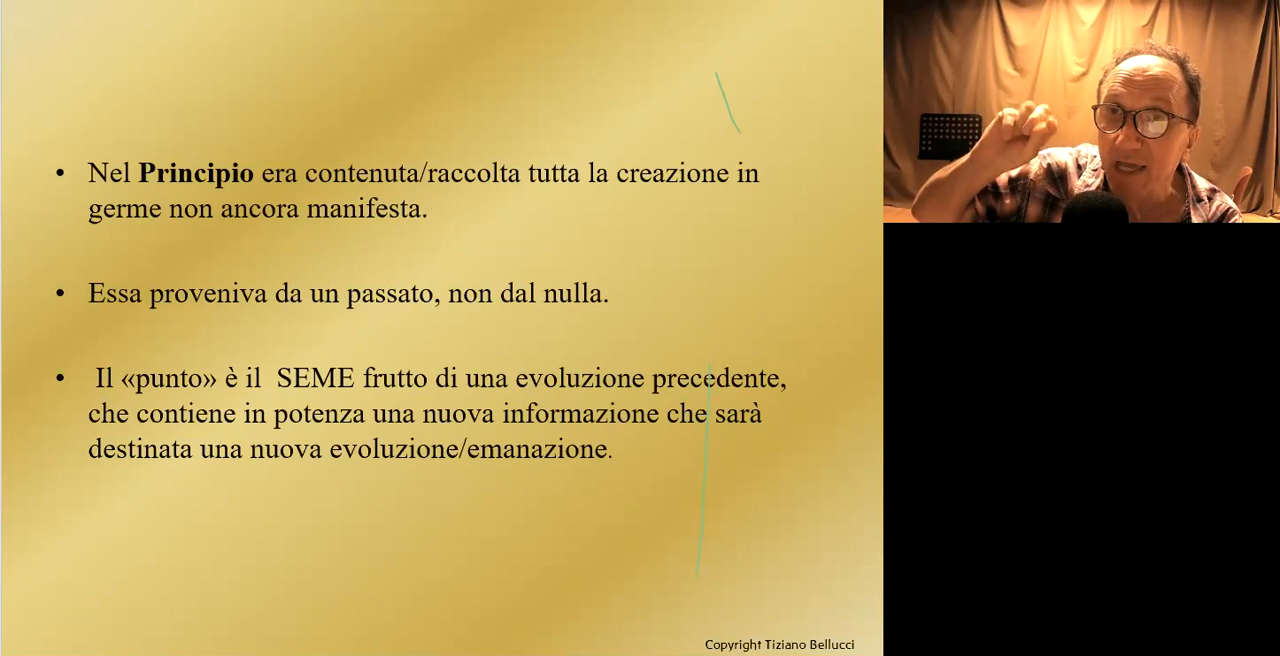 • Nel Principio era contenuta/raccolta tutta la creazione in
germe non ancora manifesta.
• Essa proveniva da un passato, non dal nulla.
• Il «punto» è il SEME frutto di una evoluzione precedente,
che contiene in potenza una nuova informazione che sarà
destinata una nuova evoluzione/emanazione.
Copyright Tiziano Bellucci